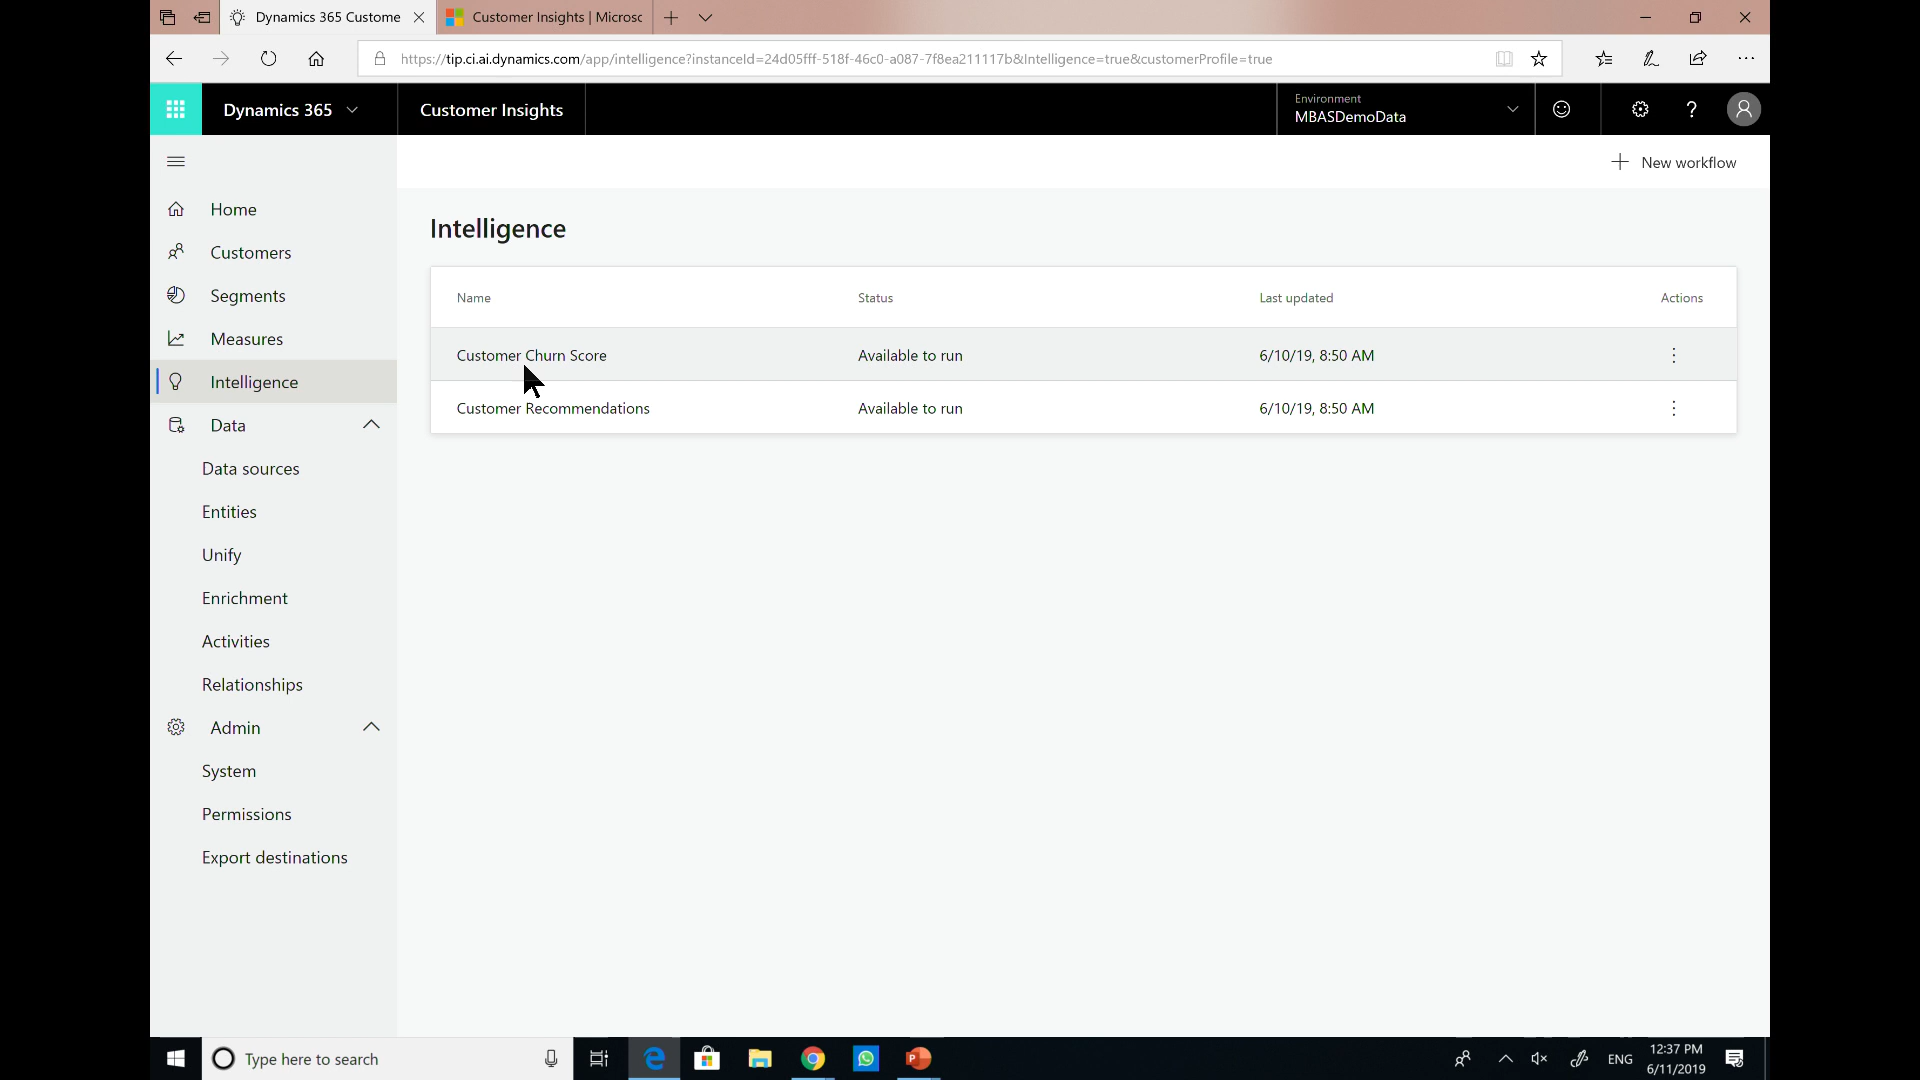 Dynamics 365 Custome
Customer Insights | Microsc
https://tip.ci.ai.dynamics.com/app/intelligence?instanceId=24d05fff-518f-46c0-a087-7f8ea211117b&Intelligence=true&customerProfile=true
Dynamics 365
Customer Insights
Environment
MBASDemoData
?
New workflow
Home
Customers
Segments
Measures
Intelligence
Data
Data sources
Entities
Unify
Enrichment
Activities
Relationships
Admin
System
Permissions
Export destinations
Intelligence
Name Status Last updated Actions
Customer Churn Score Available to run 6/10/19, 8:50 AM
Customer Recommendations Available to run 6/10/19, 8:50 AM
Type here to search
ENG
12:37 PM
6/11/2019